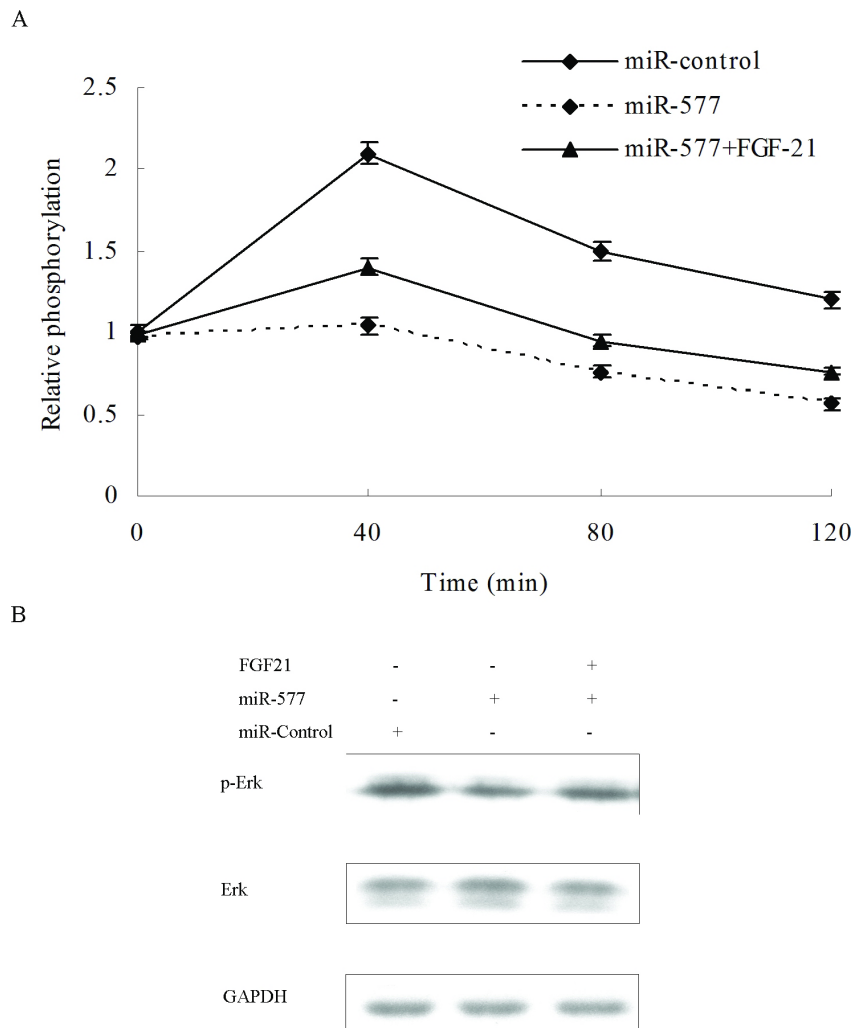 A
miR-control
miR-577
miR-577+FGF-21
2.5
2
1.5
1
0.5
0
Relative phosphorylation
0 40 80 120
Time (min)
B
FGF21 - - +
miR-577 - + +
miR-Control + - -
p-Erk
Erk
GAPDH